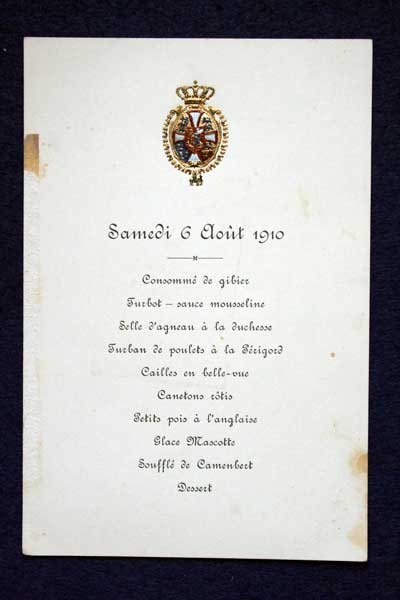 Samedi 6 Août 1910
Consommé de gibier
Turbot – sauce mousseline
Selle d'agneau à la duchesse
Turban de poulets à la Périgord
Cailles en belle-vue
Canetons rôtis
Petits pois à l'anglaise
Glace Mascotte
Soufflé de Camenbert
Dessert